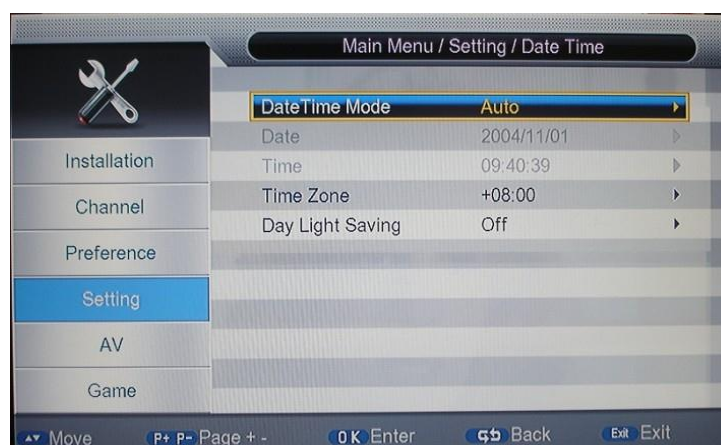 Main Menu / Setting / Date Time
DateTime Mode Auto
Date 2004/11/01
Time 09:40:39
Time Zone +08:00
Day Light Saving Off
Installation
Channel
Preference
Setting
AV
Game
Move P+ P- Page + - OK Enter Back Exit Exit